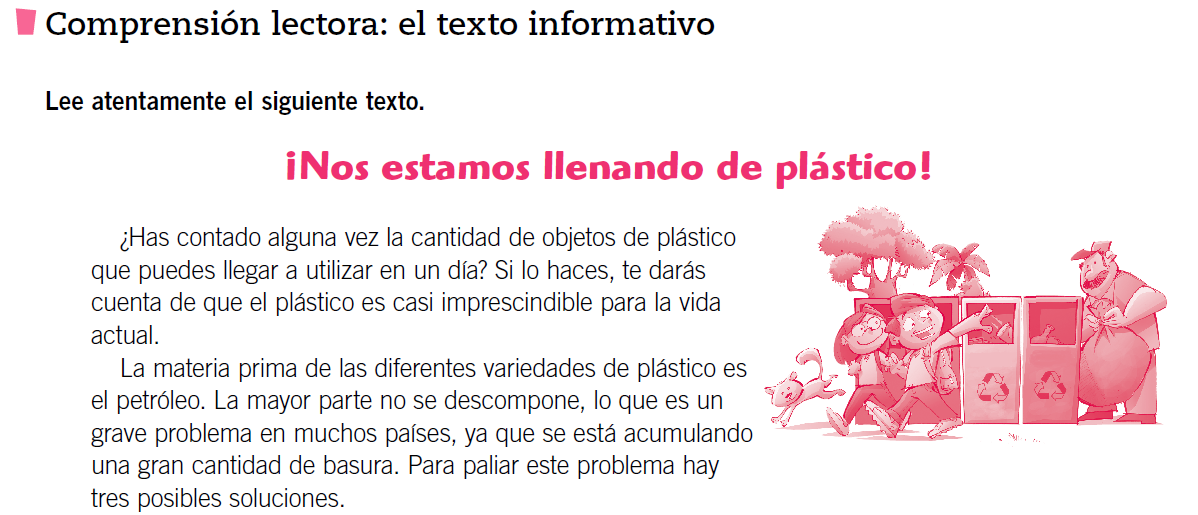 Comprensión lectora: el texto informativo
Lee atentamente el siguiente texto.
¡Nos estamos llenando de plástico!
¿Has contado alguna vez la cantidad de objetos de plástico
que puedes llegar a utilizar en un día? Si lo haces, te darás
cuenta de que el plástico es casi imprescindible para la vida
actual.
La materia prima de las diferentes variedades de plástico es
el petróleo. La mayor parte no se descompone, lo que es un
grave problema en muchos países, ya que se está acumulando
una gran cantidad de basura. Para paliar este problema hay
tres posibles soluciones.